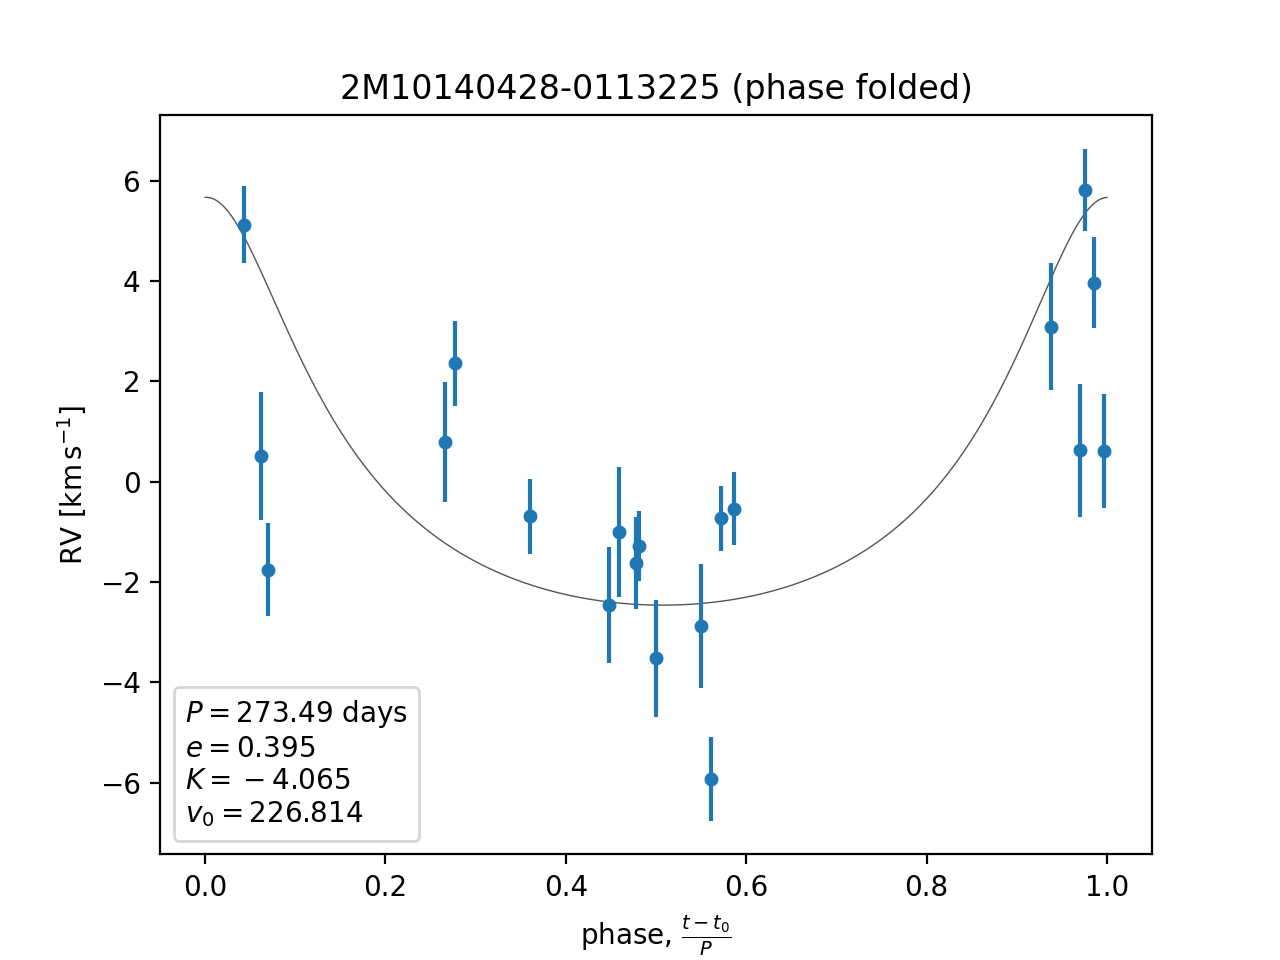 2M10140428-0113225 (phase folded)
RV [km s⁻¹]
6
4
2
0
−2
−4
−6
P = 273.49 days
e = 0.395
K = − 4.065
v₀ = 226.814
0.0 0.2 0.4 0.6 0.8 1.0
phase, (t − t₀)/P